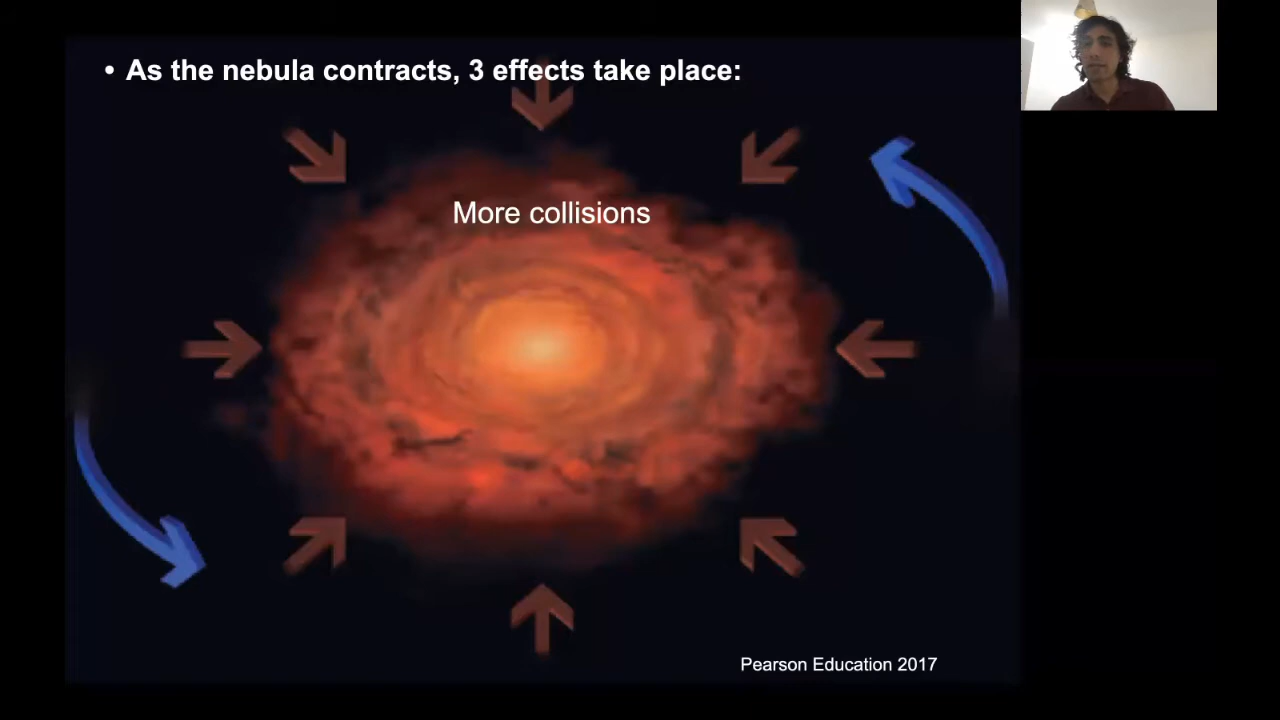 • As the nebula contracts, 3 effects take place:
More collisions
Pearson Education 2017